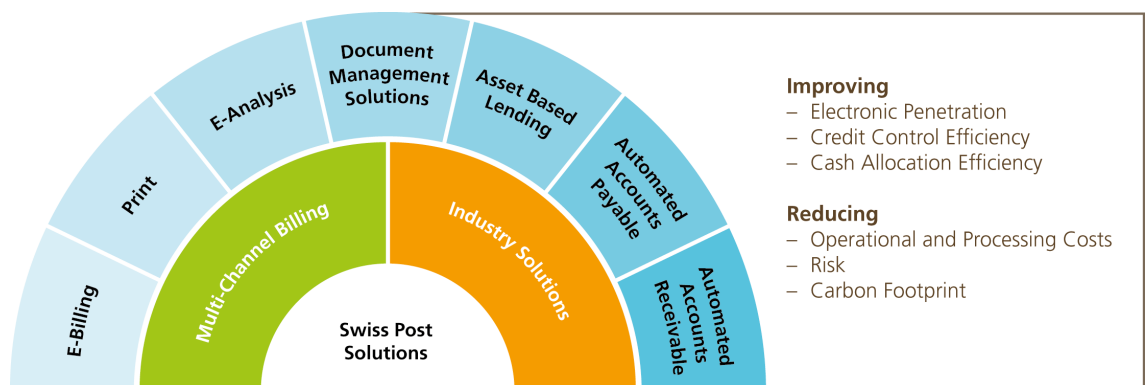 E-Billing
Print
E-Analysis
Document
Management
Solutions
Asset Based
Lending
Automated
Accounts
Payable
Automated
Accounts
Receivable
Multi-Channel Billing
Industry Solutions
Swiss Post
Solutions
Improving
– Electronic Penetration
– Credit Control Efficiency
– Cash Allocation Efficiency
Reducing
– Operational and Processing Costs
– Risk
– Carbon Footprint